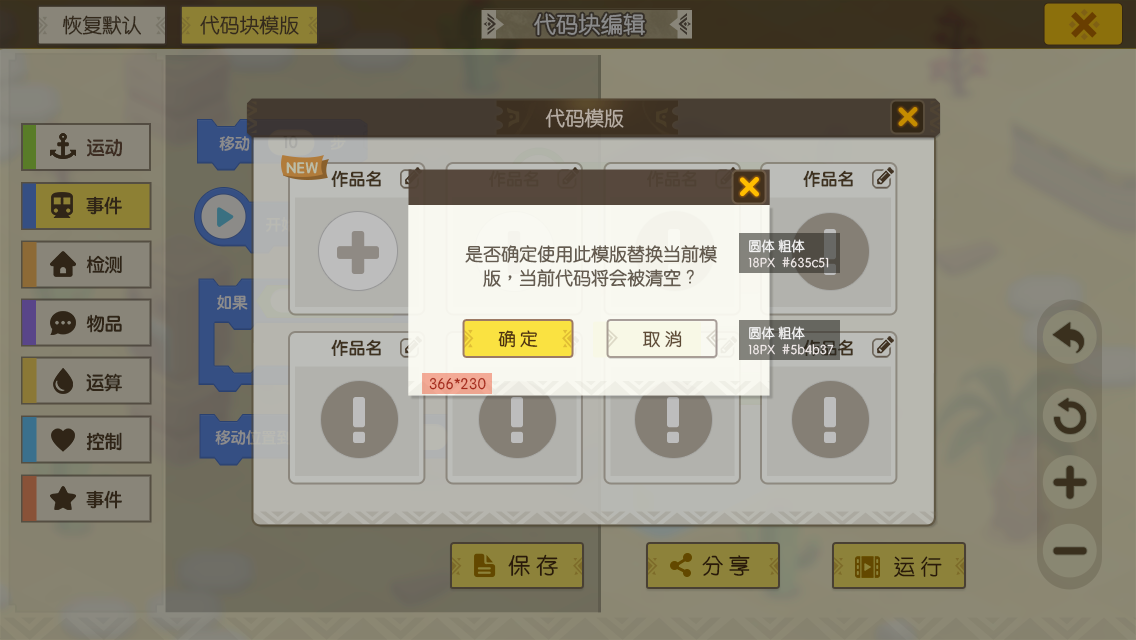 恢复默认
代码块模版
代码块编辑
运动
事件
检测
物品
运算
控制
事件
移动
10
开始
如果
移动位置到
代码模版
NEW
作品名
作品名
作品名
作品名
是否确定使用此模版替换当前模
版，当前代码将会被清空？
圆体 粗体
18PX #635c51
确定
取消
圆体 粗体
18PX #5b4b37
366*230
作品名
名
保存
分享
运行